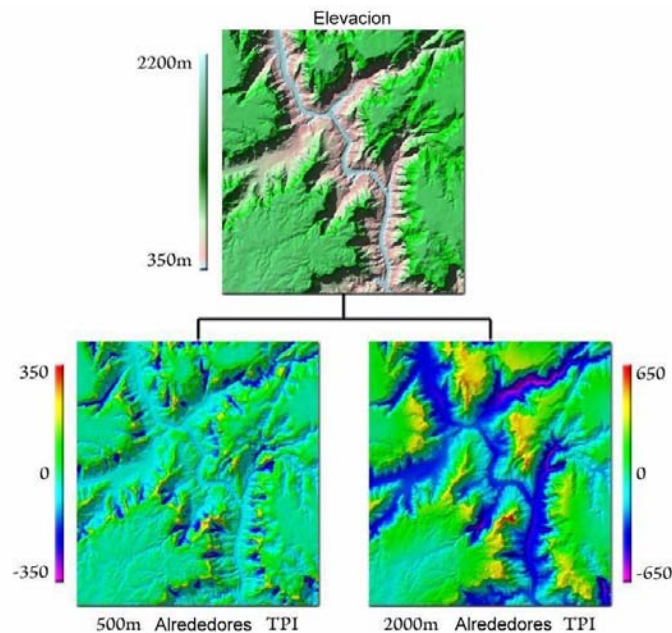 Elevacion
2200m
350m
350
0
-350
650
0
-650
500m Alrededores TPI
2000m Alrededores TPI